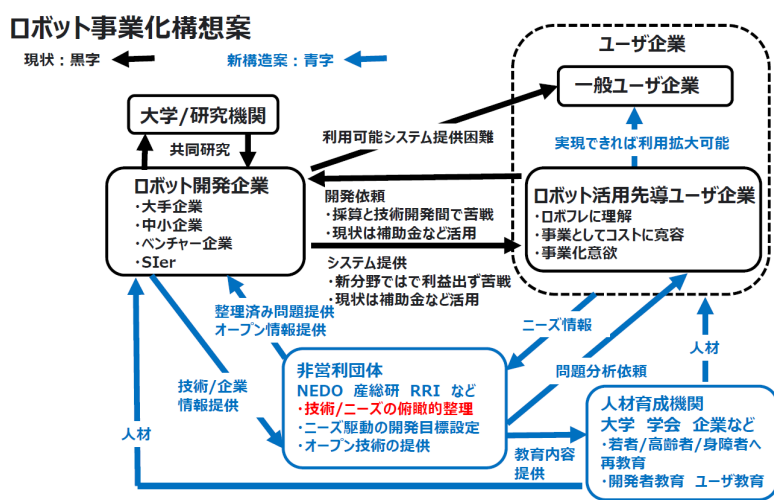 ロボット事業化構想案
現状：黒字
新構造案：青字
ユーザ企業
一般ユーザ企業
大学/研究機関
共同研究
利用可能システム提供困難
実現できれば利用拡大可能
ロボット開発企業
・大手企業
・中小企業
・ベンチャー企業
・SIer
開発依頼
・採算と技術開発間で苦戦
・現状は補助金など活用
ロボット活用先導ユーザ企業
・ロボフレに理解
・事業としてコストに寛容
・事業化意欲
システム提供
・新分野ではで利益出ず苦戦
・現状は補助金など活用
整理済み問題提供
オープン情報提供
ニーズ情報
技術/企業
情報提供
非営利団体
NEDO 産総研 RRI など
・技術/ニーズの俯瞰的整理
・ニーズ駆動の開発目標設定
・オープン技術の提供
問題分析依頼
人材
人材
教育内容
提供
人材育成機関
大学 学会 企業など
・若者/高齢者/身障者へ
再教育
・開発者教育 ユーザ教育